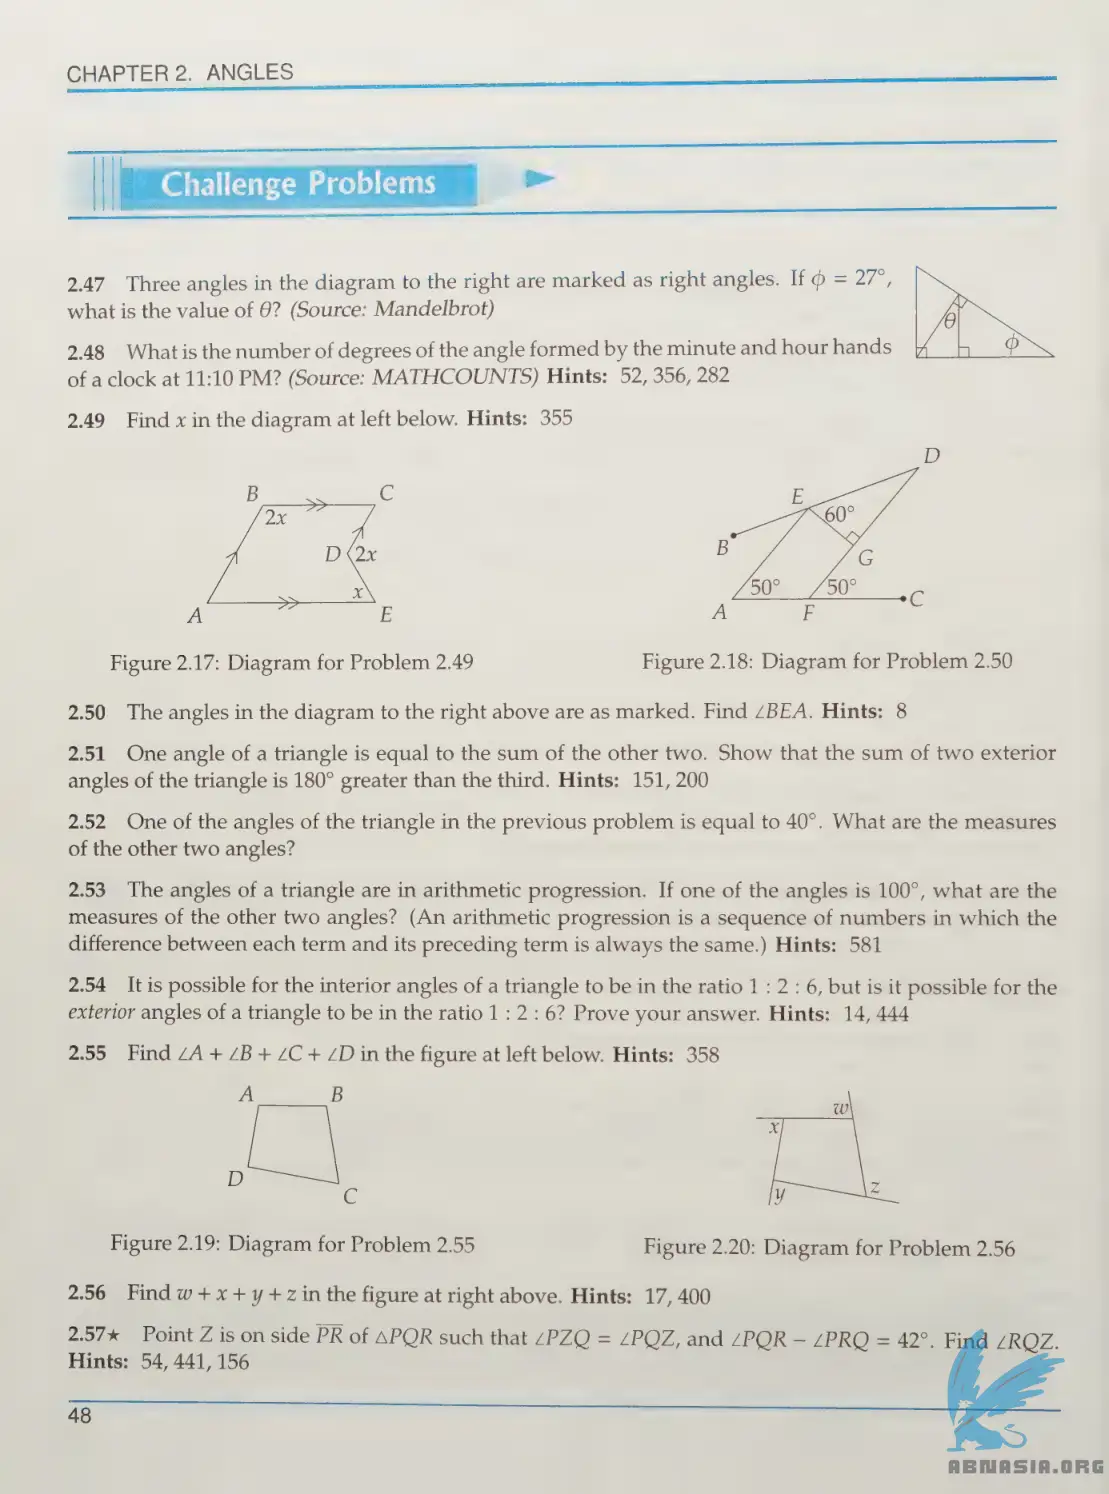 CHAPTER 2. ANGLES
Challenge Problems
2.47 Three angles in the diagram to the right are marked as right angles. If ϕ = 27°,
what is the value of θ? (Source: Mandelbrot)
θ
ϕ
2.48 What is the number of degrees of the angle formed by the minute and hour hands
of a clock at 11:10 PM? (Source: MATHCOUNTS) Hints: 52, 356, 282
2.49 Find x in the diagram at left below. Hints: 355
B C
2x
D 2x
x
A E
D
E
60°
B
G
50° 50°
A F C
Figure 2.17: Diagram for Problem 2.49
Figure 2.18: Diagram for Problem 2.50
2.50 The angles in the diagram to the right above are as marked. Find ∠BEA. Hints: 8
2.51 One angle of a triangle is equal to the sum of the other two. Show that the sum of two exterior
angles of the triangle is 180° greater than the third. Hints: 151, 200
2.52 One of the angles of the triangle in the previous problem is equal to 40°. What are the measures
of the other two angles?
2.53 The angles of a triangle are in arithmetic progression. If one of the angles is 100°, what are the
measures of the other two angles? (An arithmetic progression is a sequence of numbers in which the
difference between each term and its preceding term is always the same.) Hints: 581
2.54 It is possible for the interior angles of a triangle to be in the ratio 1 : 2 : 6, but is it possible for the
exterior angles of a triangle to be in the ratio 1 : 2 : 6? Prove your answer. Hints: 14, 444
2.55 Find ∠A + ∠B + ∠C + ∠D in the figure at left below. Hints: 358
A B
D
C
w
x
y z
Figure 2.19: Diagram for Problem 2.55
Figure 2.20: Diagram for Problem 2.56
2.56 Find w + x + y + z in the figure at right above. Hints: 17, 400
2.57★ Point Z is on side PR of △PQR such that ∠PZQ = ∠PQZ, and ∠PQR − ∠PRQ = 42°. Find ∠RQZ.
Hints: 54, 441, 156
48
ABNASIA.ORG